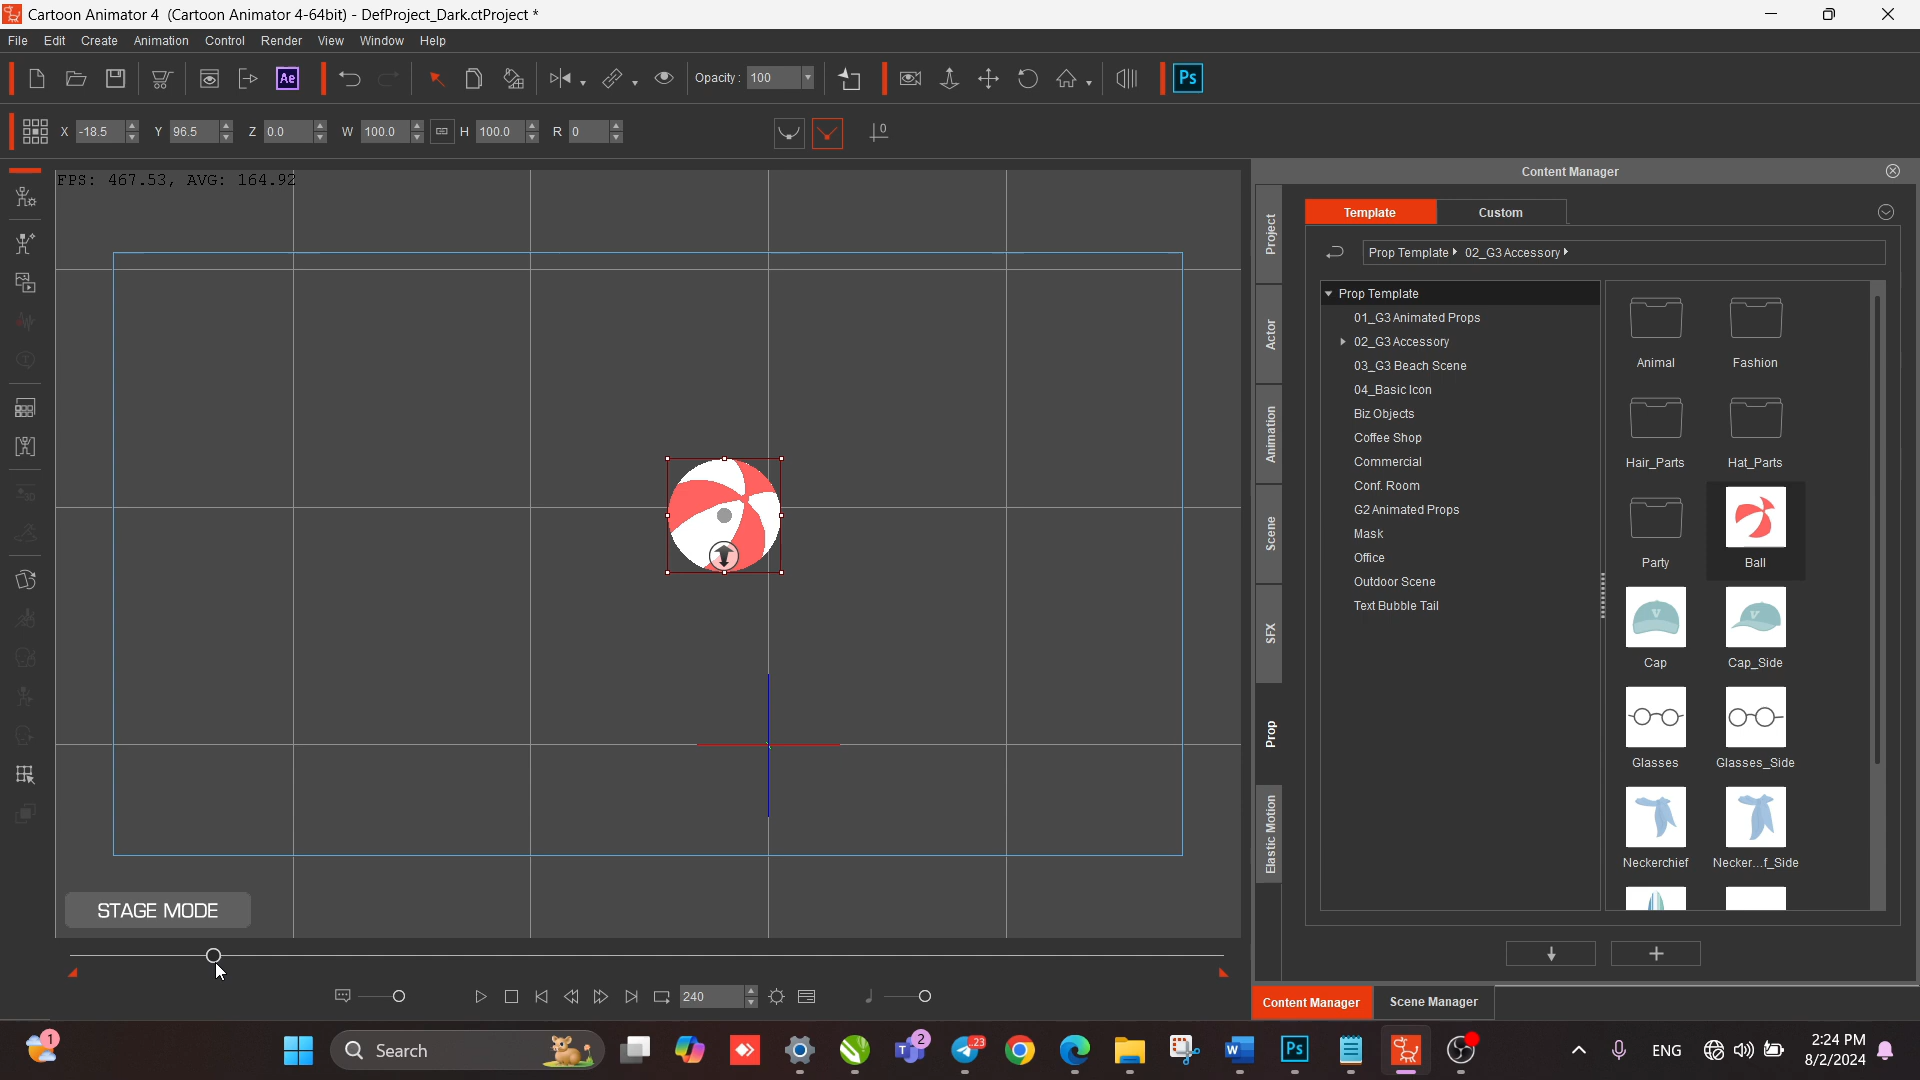 Cartoon Animator 4 (Cartoon Animator 4-64bit) - DefProject_Dark.ctProject *
File Edit Create Animation Control Render View Window Help
Ae Opacity: 100 Ps
X -18.5 Y 96.5 Z 0.0 W 100.0 H 100.0 R 0 0
Content Manager
FPS: 467.53, AVG: 164.92
Template Custom
Prop Template 02_G3 Accessory
Project
Actor
Animation
Scene
SFX
Prop
Elastic Motion
Prop Template
01_G3 Animated Props
02_G3 Accessory
03_G3 Beach Scene
04_Basic Icon
Biz Objects
Coffee Shop
Commercial
Conf. Room
G2 Animated Props
Mask
Office
Outdoor Scene
Text Bubble Tail
Animal Fashion
Hair_Parts Hat_Parts
Party Ball
Cap Cap_Side
Glasses Glasses_Side
Neckerchief Necker...f_Side
STAGE MODE
240
Content Manager Scene Manager
1 Search 2 23 W Ps ENG 2:24 PM
8/2/2024